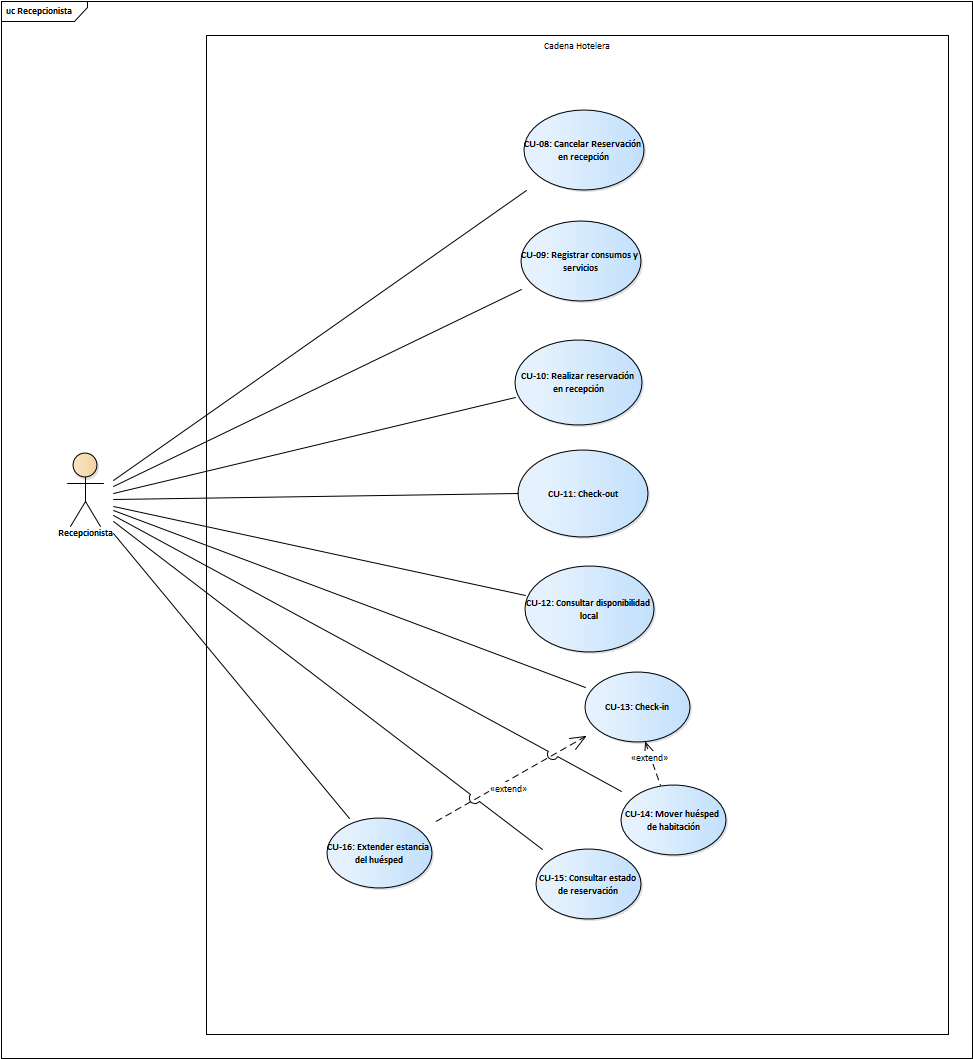 uc Recepcionista
Cadena Hotelera
CU-08: Cancelar Reservación
en recepción
CU-09: Registrar consumos y
servicios
CU-10: Realizar reservación
en recepción
CU-11: Check-out
Recepcionista
CU-12: Consultar disponibilidad
local
CU-13: Check-in
«extend»
«extend»
CU-14: Mover huésped
de habitación
CU-16: Extender estancia
del huésped
CU-15: Consultar estado
de reservación